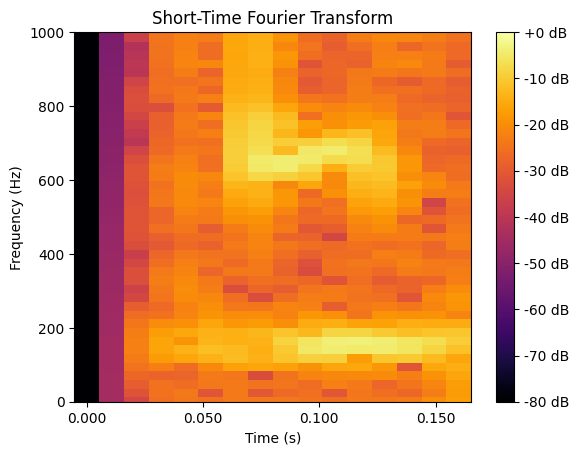 Short-Time Fourier Transform
1000
800
600
400
200
0
Frequency (Hz)
0.000
0.050
0.100
0.150
Time (s)
+0 dB
-10 dB
-20 dB
-30 dB
-40 dB
-50 dB
-60 dB
-70 dB
-80 dB